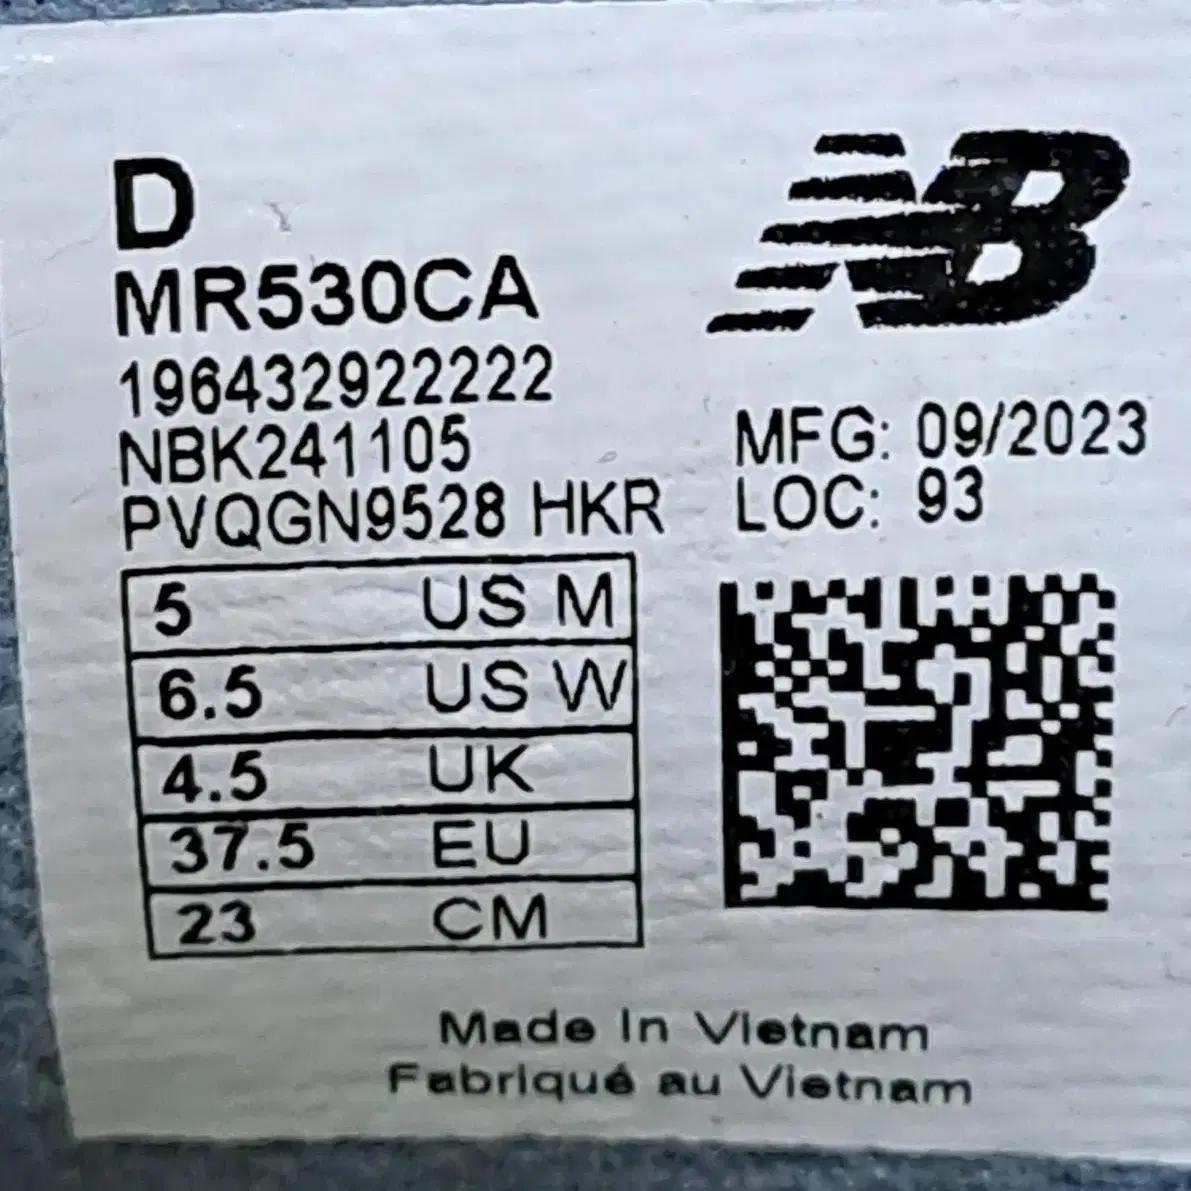 D
MR530CA
196432922222
NBK241105
PVQGN9528 HKR
NB
MFG: 09/2023
LOC: 93
5 US M
6.5 US W
4.5 UK
37.5 EU
23 CM
Made In Vietnam
Fabriqué au Vietnam